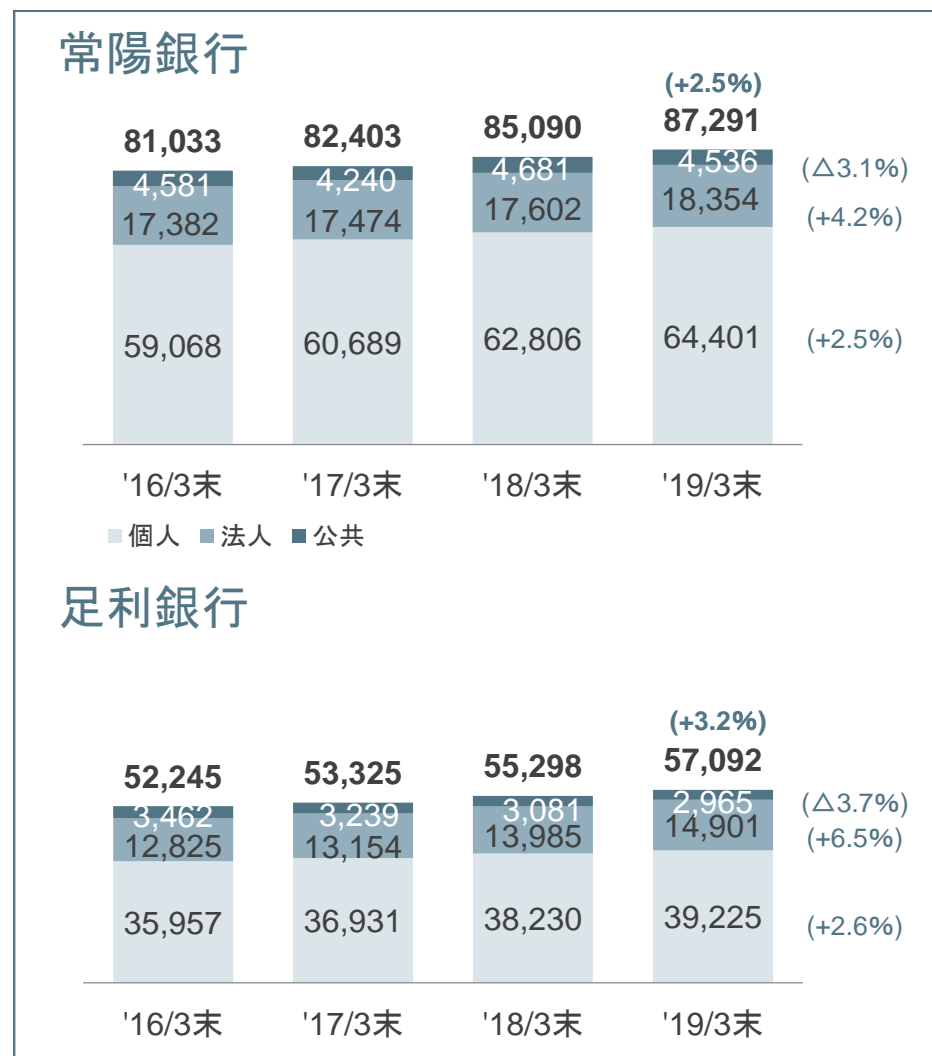 常陽銀行
(+2.5%)
81,033 82,403 85,090 87,291
4,581 4,240 4,681 4,536 (△3.1%)
17,382 17,474 17,602 18,354 (+4.2%)
59,068 60,689 62,806 64,401 (+2.5%)
'16/3末 '17/3末 '18/3末 '19/3末
個人 法人 公共
足利銀行
(+3.2%)
52,245 53,325 55,298 57,092
3,462 3,239 3,081 2,965 (△3.7%)
12,825 13,154 13,985 14,901 (+6.5%)
35,957 36,931 38,230 39,225 (+2.6%)
'16/3末 '17/3末 '18/3末 '19/3末